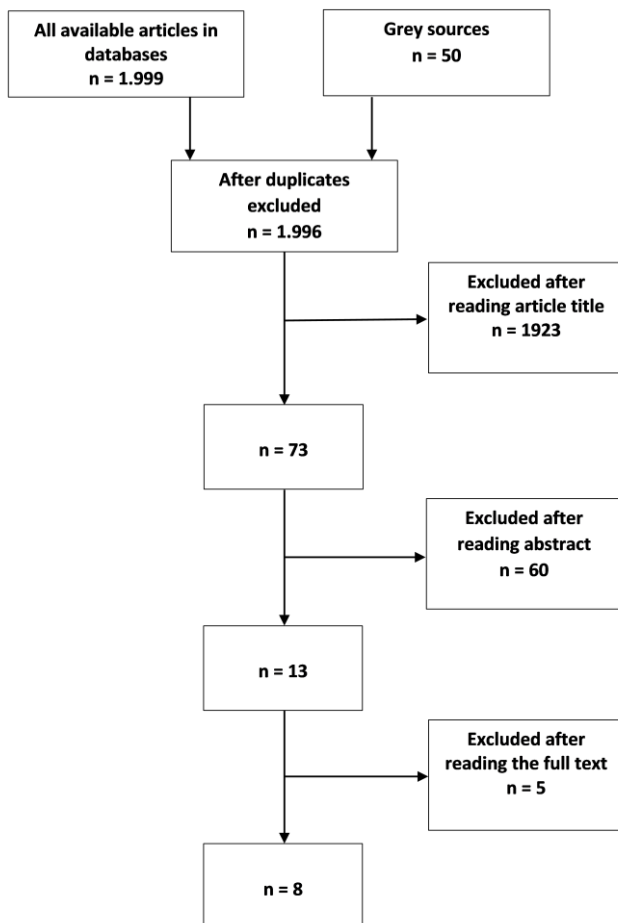 All available articles in
databases
n = 1.999
Grey sources
n = 50
After duplicates
excluded
n = 1.996
Excluded after
reading article title
n = 1923
n = 73
Excluded after
reading abstract
n = 60
n = 13
Excluded after
reading the full text
n = 5
n = 8